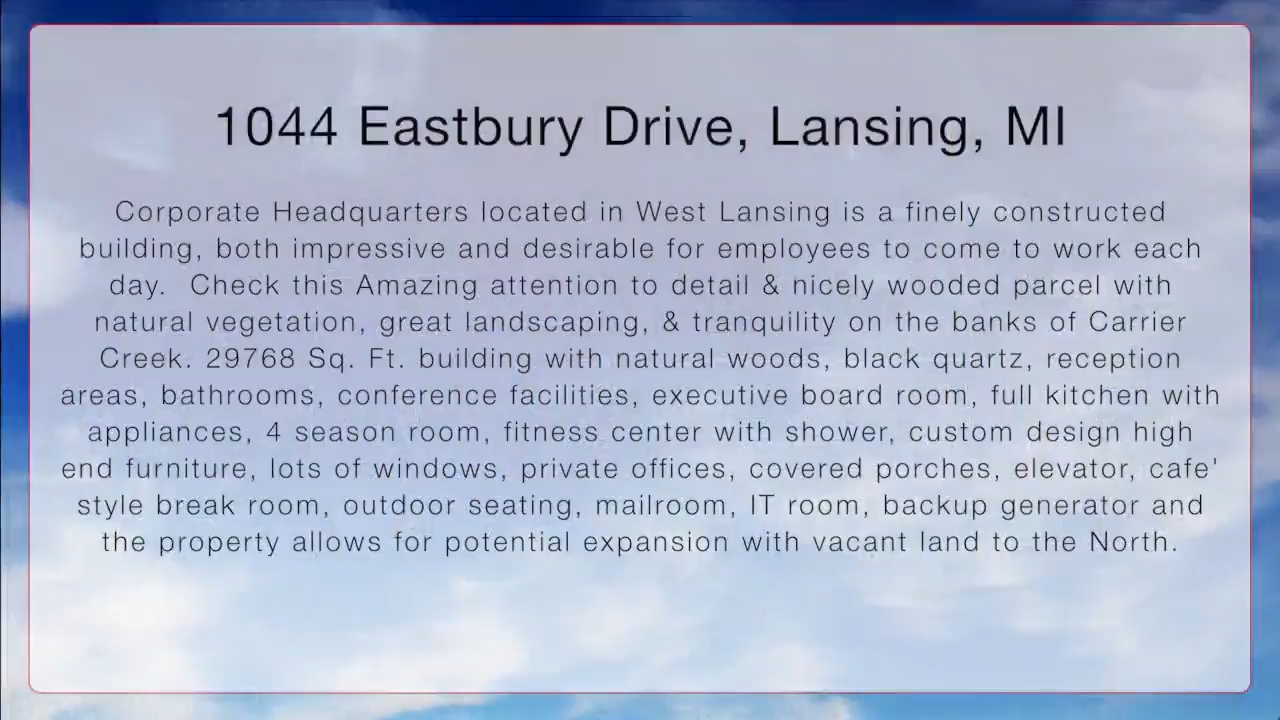 1044 Eastbury Drive, Lansing, MI
Corporate Headquarters located in West Lansing is a finely constructed
building, both impressive and desirable for employees to come to work each
day.  Check this Amazing attention to detail & nicely wooded parcel with
natural vegetation, great landscaping, & tranquility on the banks of Carrier
Creek. 29768 Sq. Ft. building with natural woods, black quartz, reception
areas, bathrooms, conference facilities, executive board room, full kitchen with
appliances, 4 season room, fitness center with shower, custom design high
end furniture, lots of windows, private offices, covered porches, elevator, cafe'
style break room, outdoor seating, mailroom, IT room, backup generator and
the property allows for potential expansion with vacant land to the North.